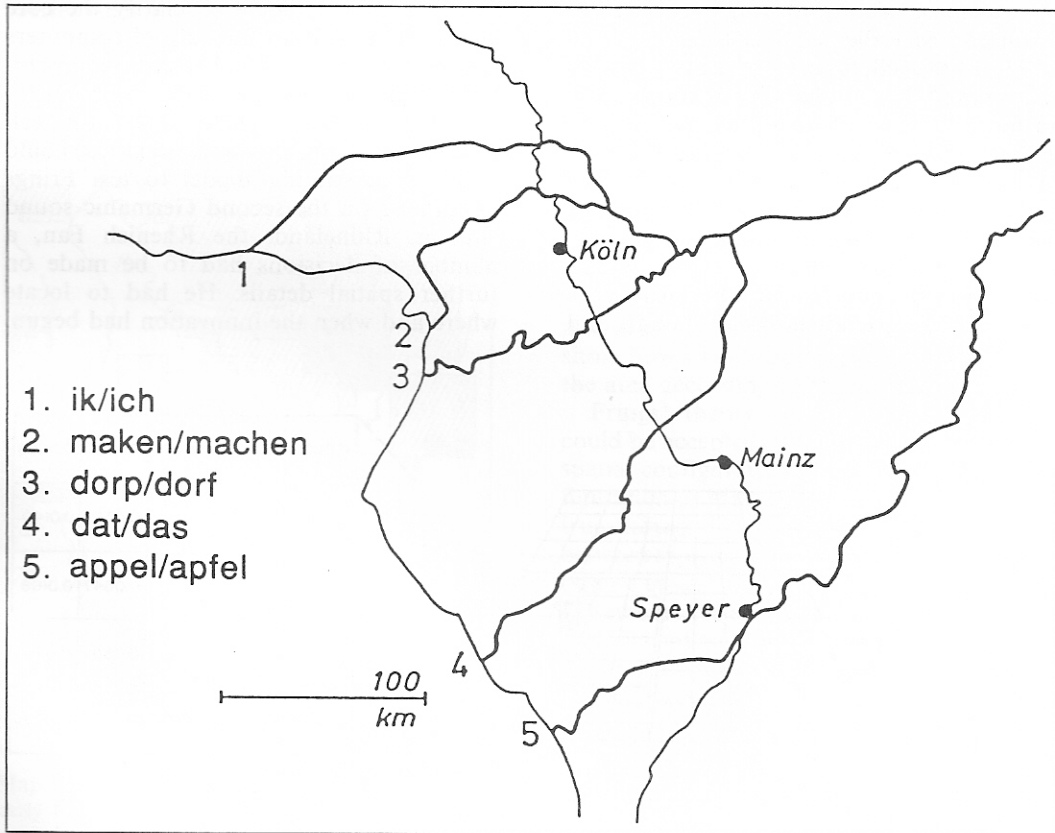 Köln
1
2
3
1. ik/ich
2. maken/machen
3. dorp/dorf
4. dat/das
5. appel/apfel
Mainz
Speyer
4
100
km
5